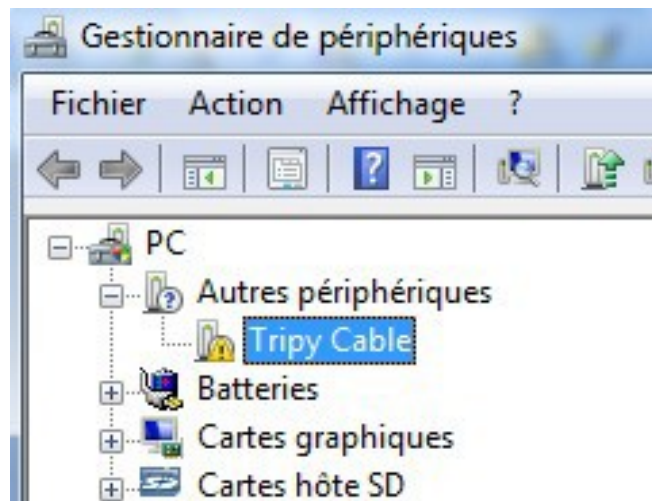 Gestionnaire de périphériques
Fichier Action Affichage ?
PC
Autres périphériques
Tripy Cable
Batteries
Cartes graphiques
Cartes hôte SD